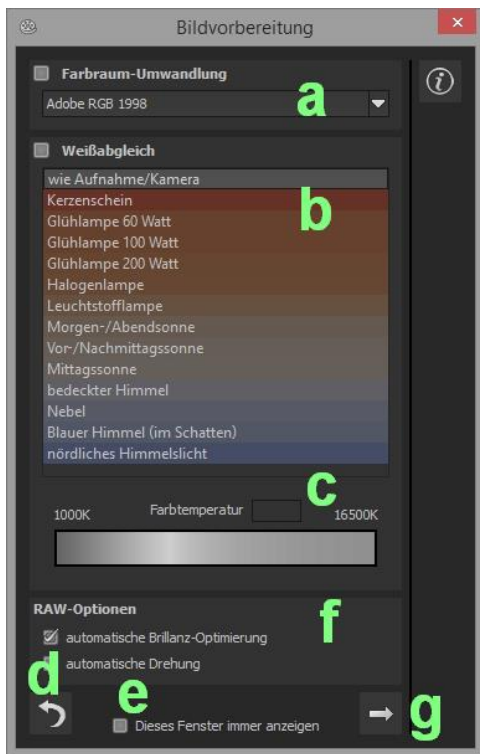 Bildvorbereitung
Farbraum-Umwandlung
Adobe RGB 1998
a
Weißabgleich
wie Aufnahme/Kamera
Kerzenschein
b
Glühlampe 60 Watt
Glühlampe 100 Watt
Glühlampe 200 Watt
Halogenlampe
Leuchtstofflampe
Morgen-/Abendsonne
Vor-/Nachmittagssonne
Mittagssonne
bedeckter Himmel
Nebel
Blauer Himmel (im Schatten)
nördliches Himmelslicht
c
1000K Farbtemperatur 16500K
RAW-Optionen
f
automatische Brillanz-Optimierung
automatische Drehung
d
e
g
Dieses Fenster immer anzeigen